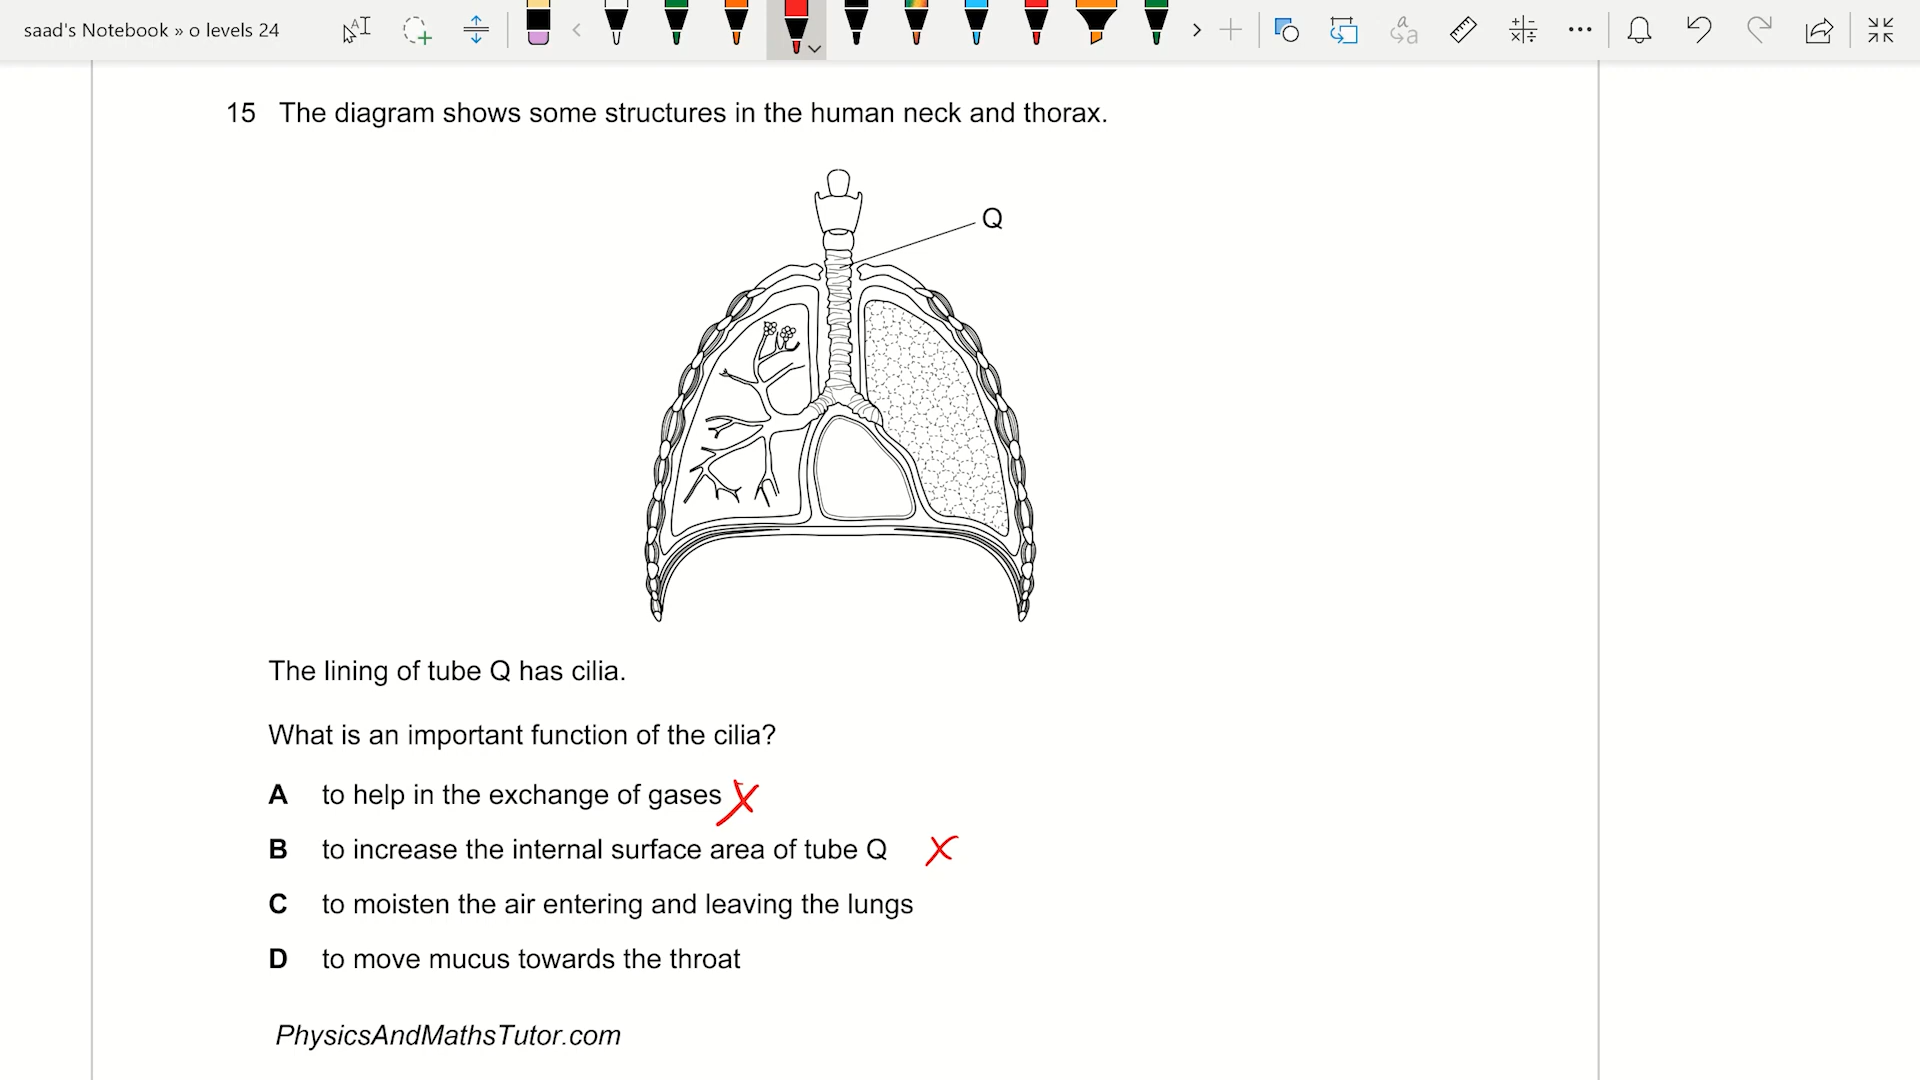 saad's Notebook » o levels 24
15 The diagram shows some structures in the human neck and thorax.
Q
The lining of tube Q has cilia.
What is an important function of the cilia?
A to help in the exchange of gases
B to increase the internal surface area of tube Q
C to moisten the air entering and leaving the lungs
D to move mucus towards the throat
PhysicsAndMathsTutor.com